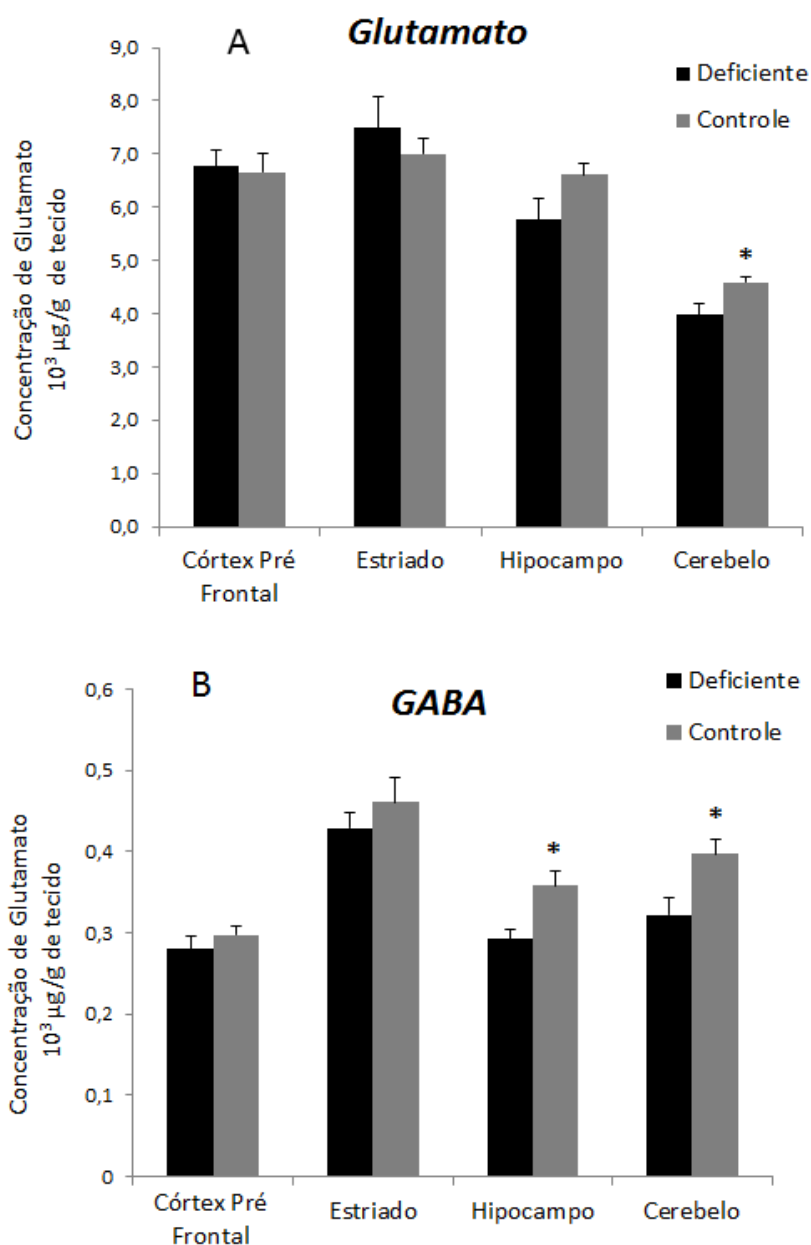 A
Glutamato
Deficiente
Controle
Concentração de Glutamato
10³ µg/g de tecido
9,0
8,0
7,0
6,0
5,0
4,0
3,0
2,0
1,0
0,0
*
Córtex Pré
Frontal
Estriado
Hipocampo
Cerebelo
B
GABA
Deficiente
Controle
Concentração de Glutamato
10³ µg/g de tecido
0,6
0,5
0,4
0,3
0,2
0,1
0
*
*
Córtex Pré
Frontal
Estriado
Hipocampo
Cerebelo